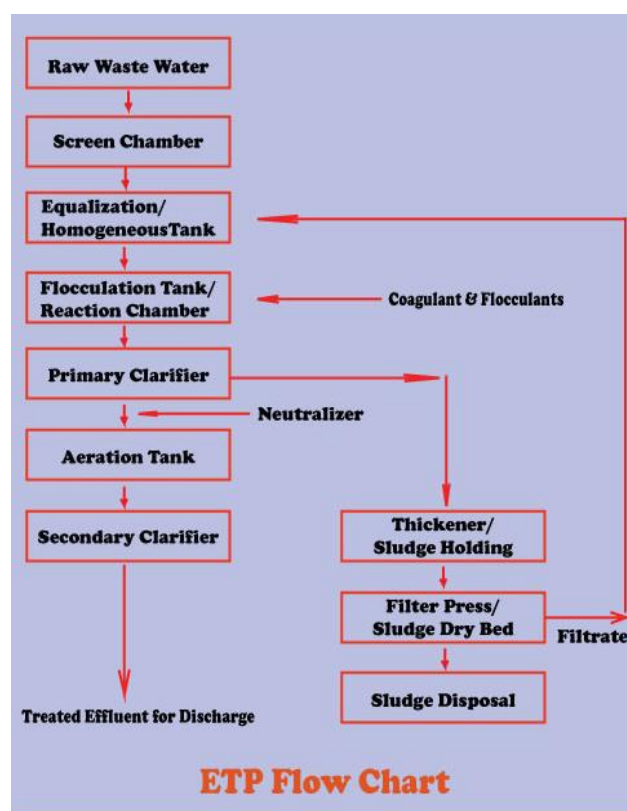 Raw Waste Water
Screen Chamber
Equalization/
HomogeneousTank
Flocculation Tank/
Reaction Chamber
Coagulant & Flocculants
Primary Clarifier
Neutralizer
Aeration Tank
Secondary Clarifier
Treated Effluent for Discharge
Thickener/
Sludge Holding
Filter Press/
Sludge Dry Bed
Filtrate
Sludge Disposal
ETP Flow Chart